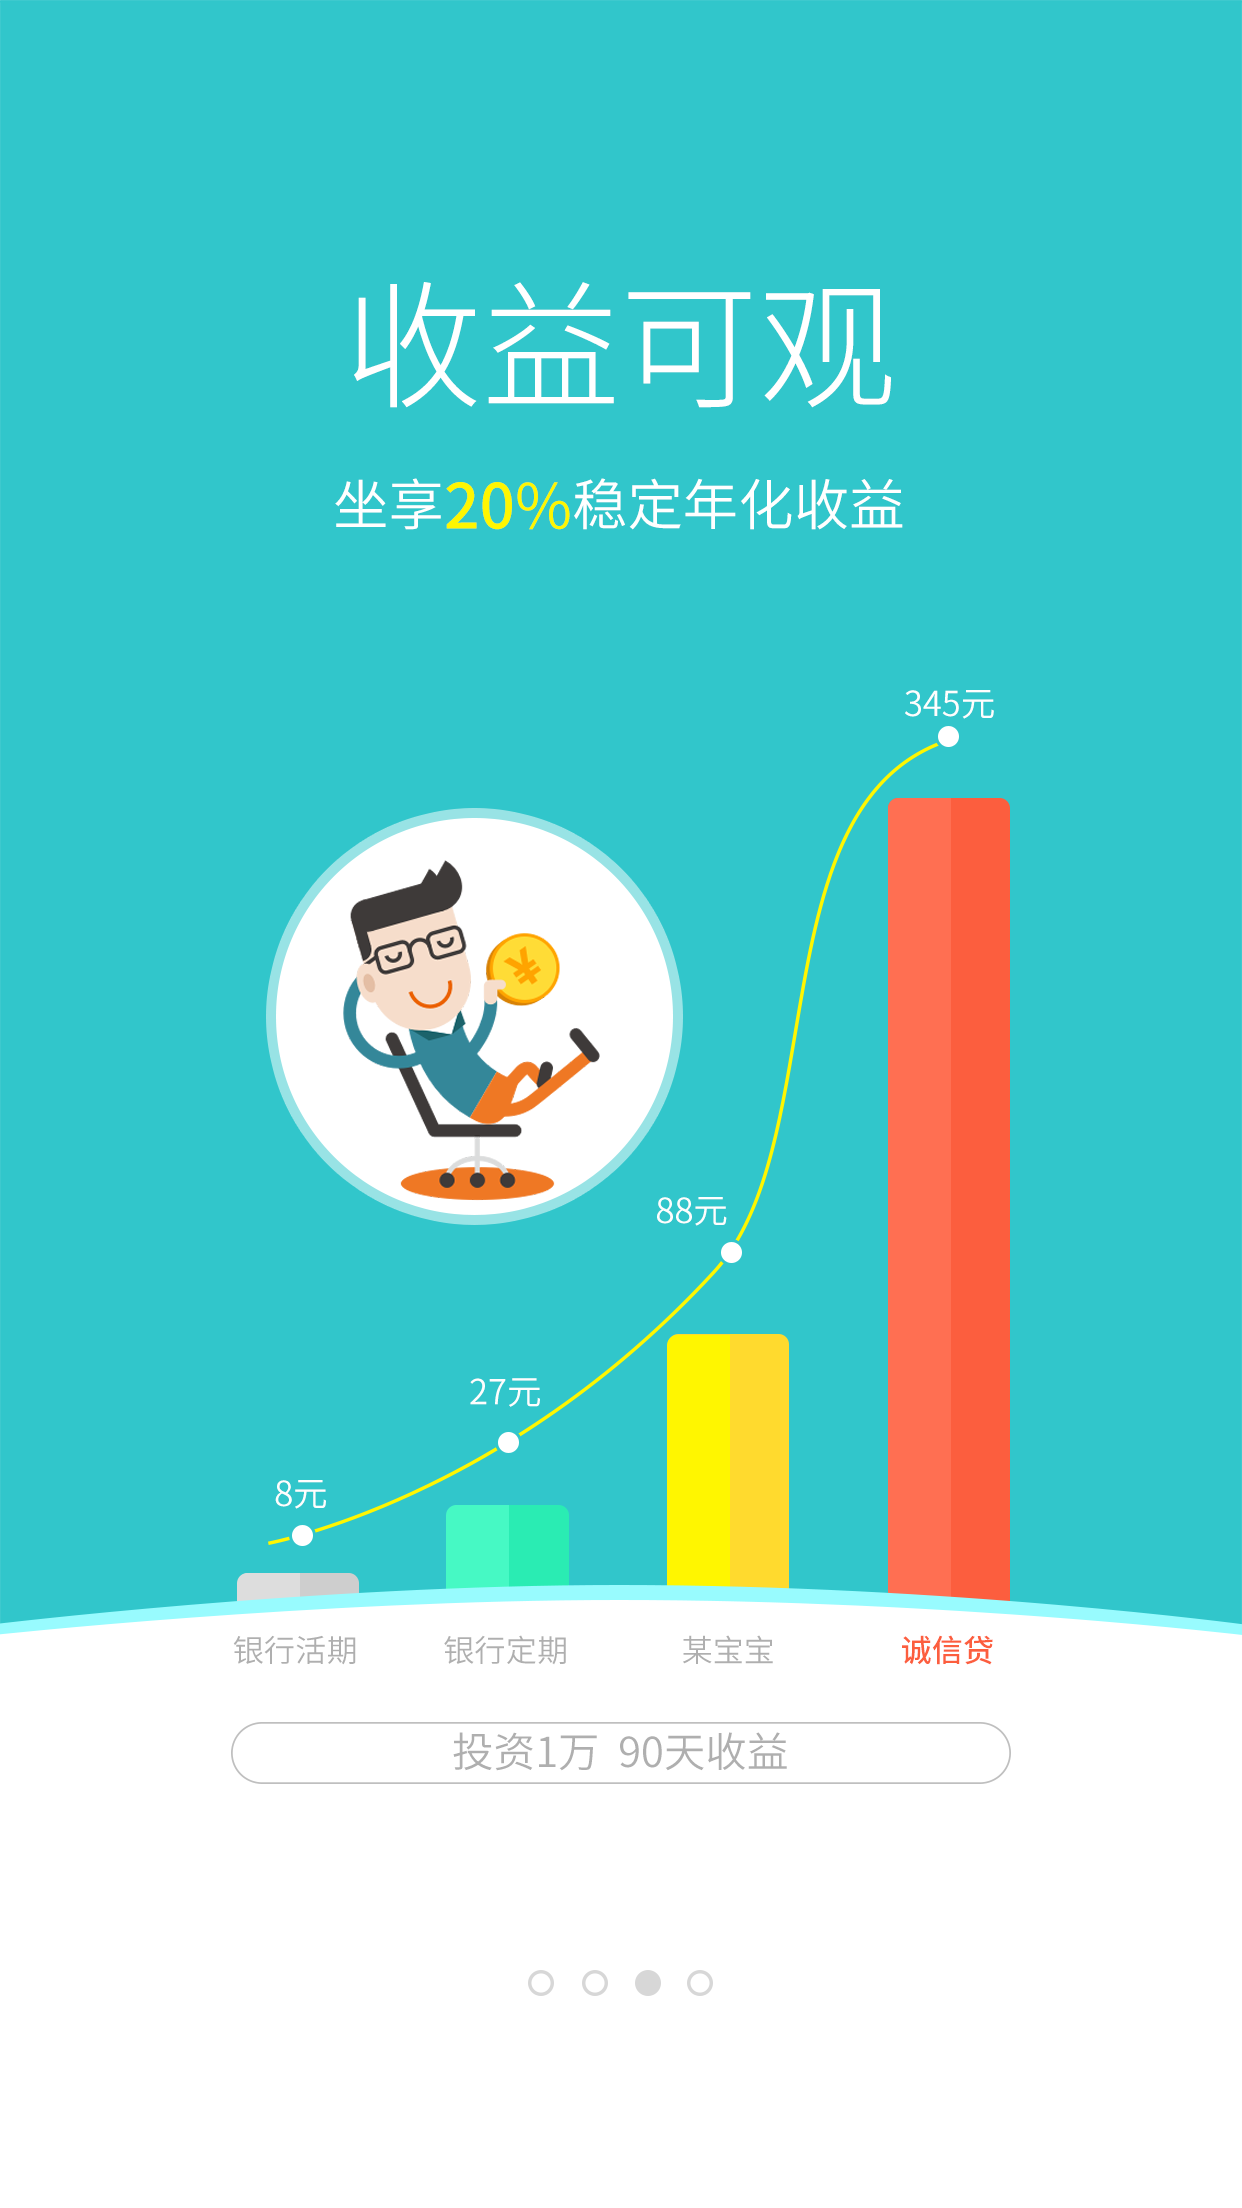 收益可观
坐享20%稳定年化收益
345元
88元
27元
8元
银行活期 银行定期 某宝宝 诚信贷
投资1万 90天收益